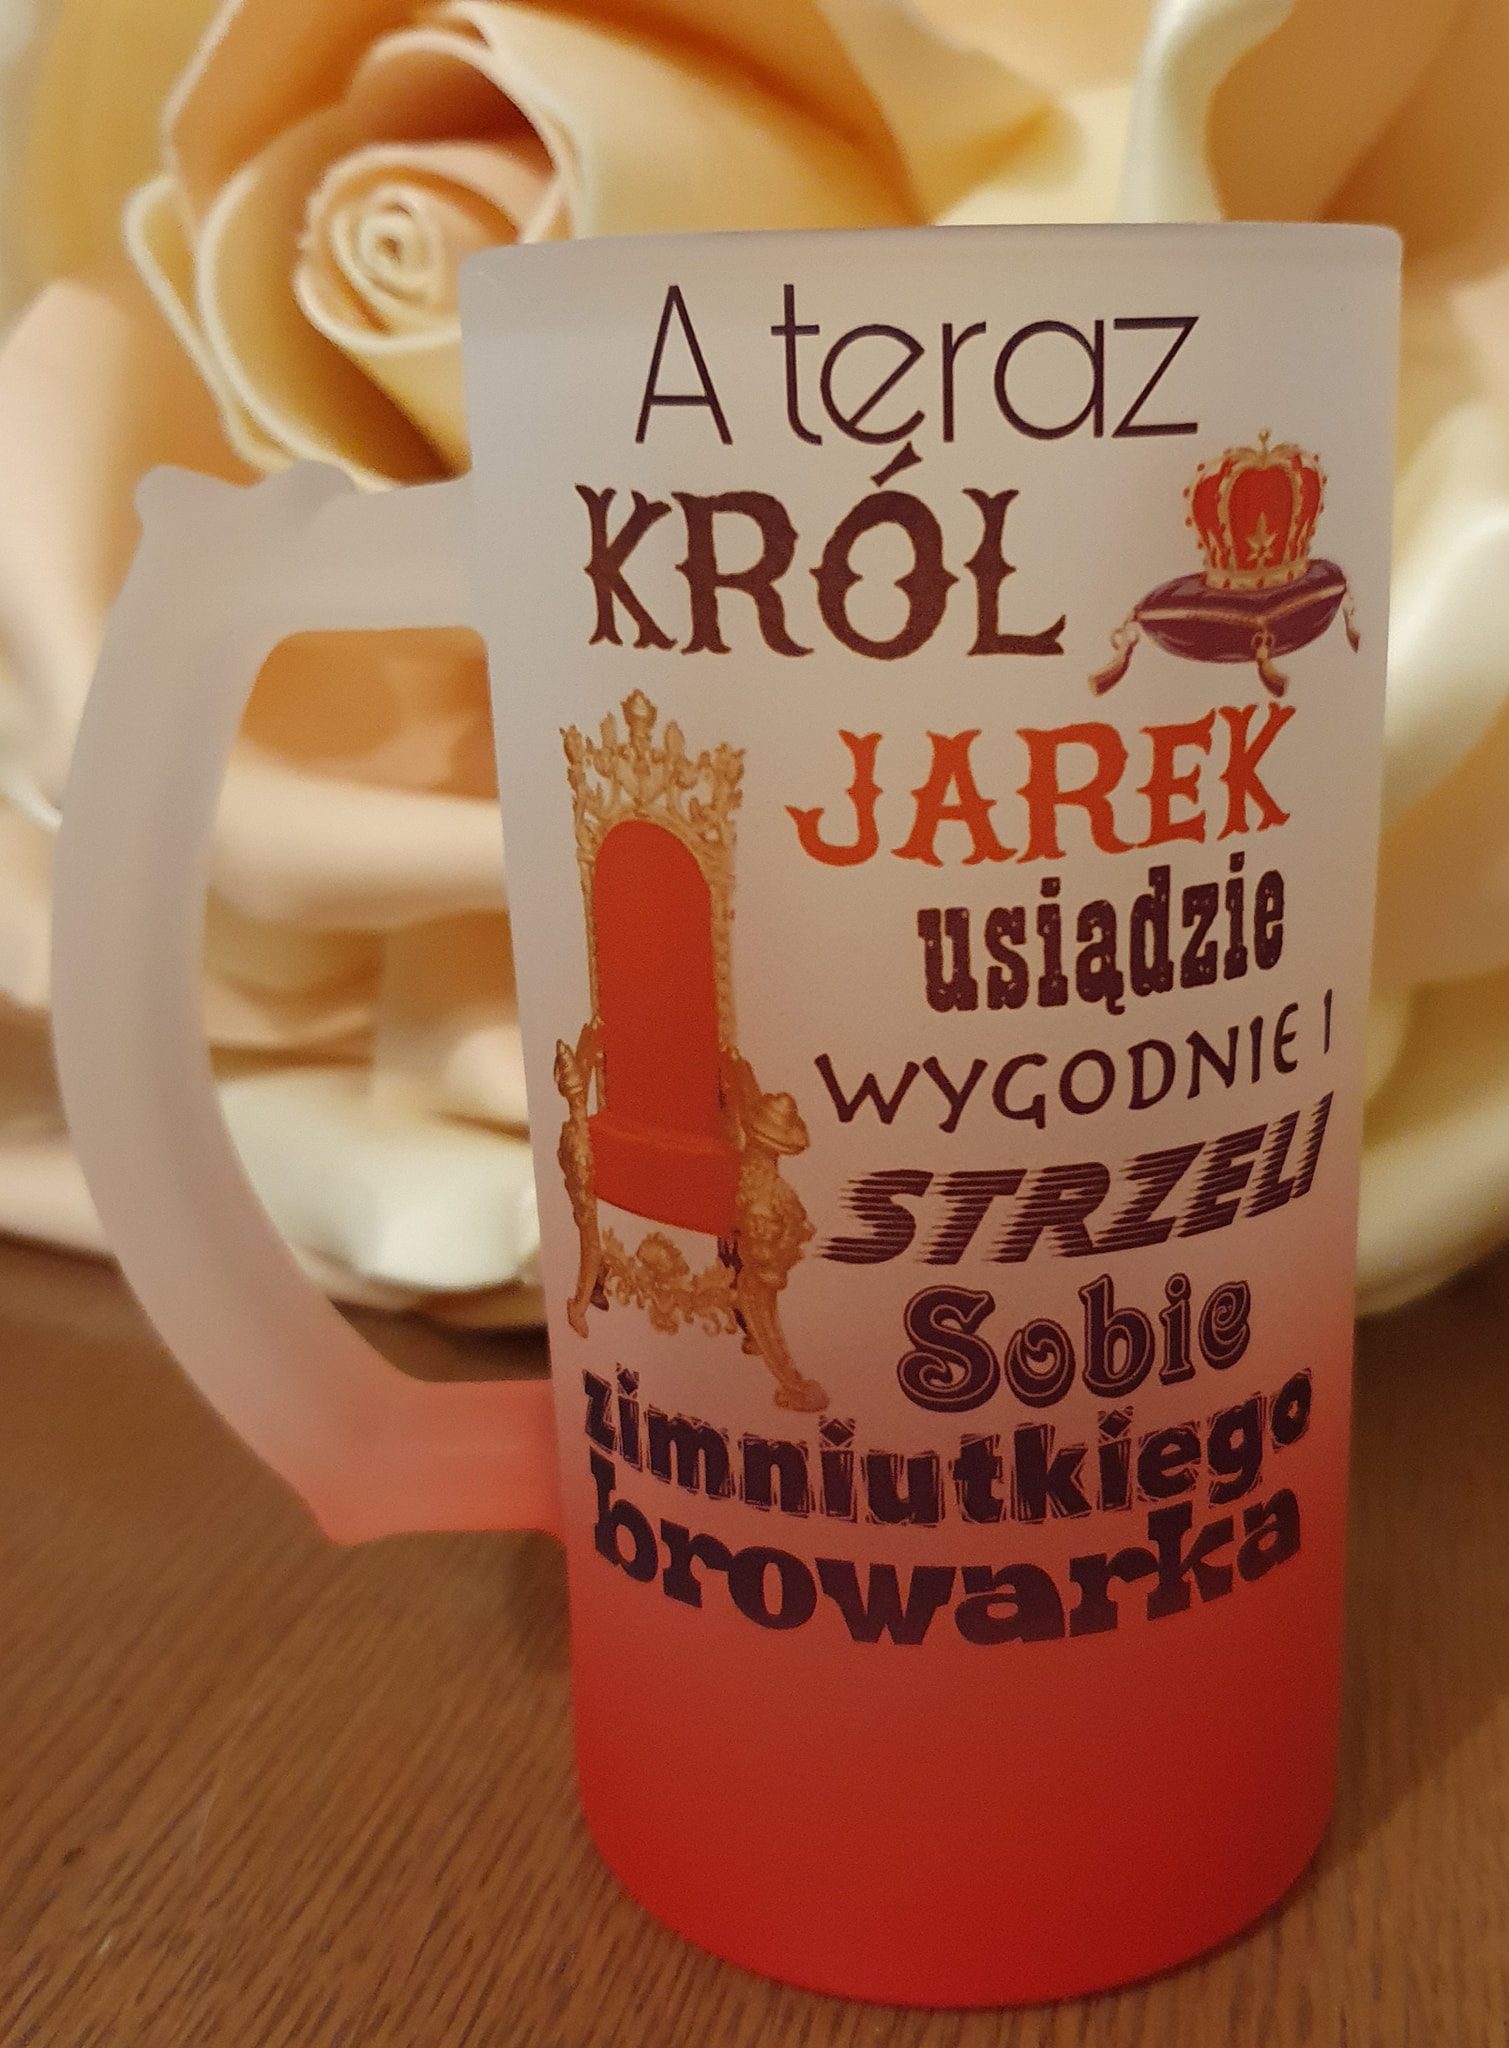 A teraz
KRÓL
JAREK
usiądzie
WYGODNIE I
STRZELI
Sobie
zimniutkiego
browarka